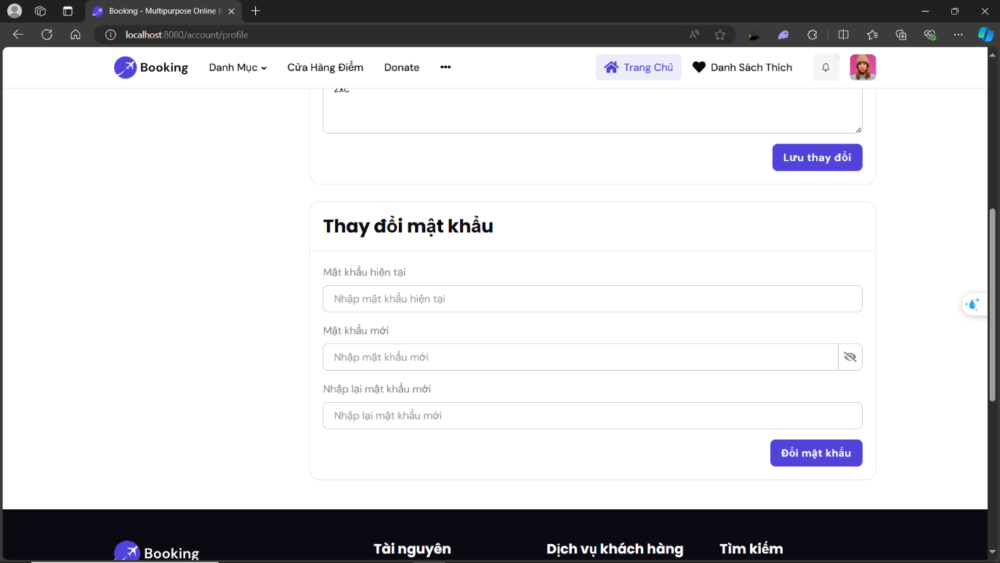 Booking - Multipurpose Online B
localhost:8080/account/profile
Booking
Danh Mục
Cửa Hàng Điểm
Donate
Trang Chủ
Danh Sách Thích
zxc
Lưu thay đổi
Thay đổi mật khẩu
Mật khẩu hiện tại
Nhập mật khẩu hiện tại
Mật khẩu mới
Nhập mật khẩu mới
Nhập lại mật khẩu mới
Nhập lại mật khẩu mới
Đổi mật khẩu
Booking
Tài nguyên
Dịch vụ khách hàng
Tìm kiếm